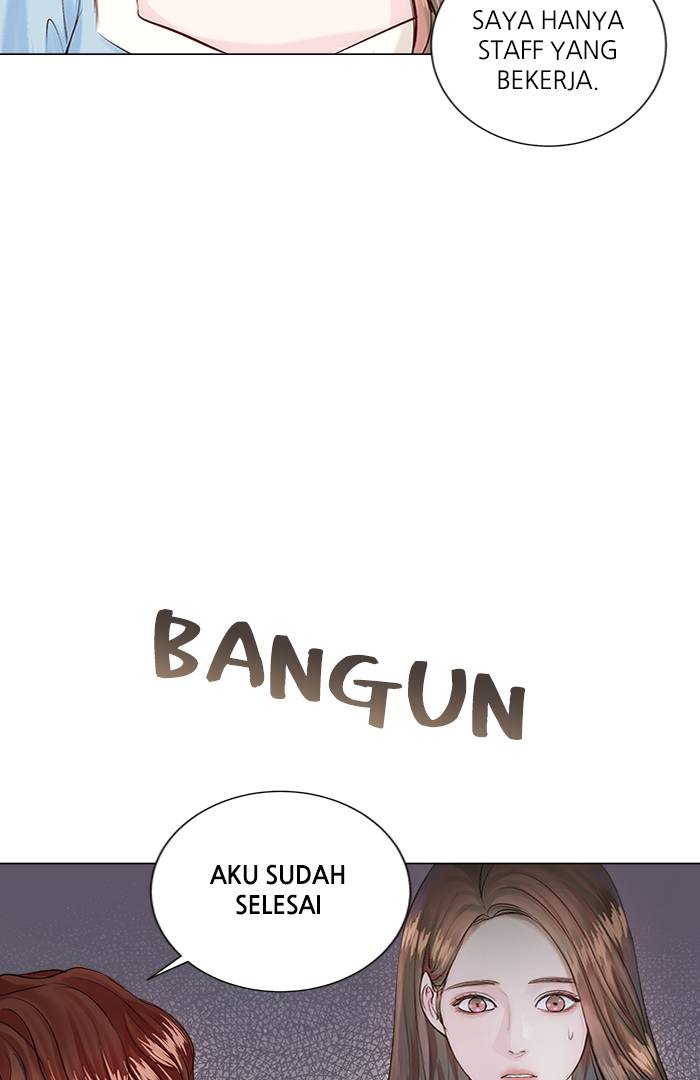 SAYA HANYA
STAFF YANG
BEKERJA.
BANGUN
AKU SUDAH
SELESAI